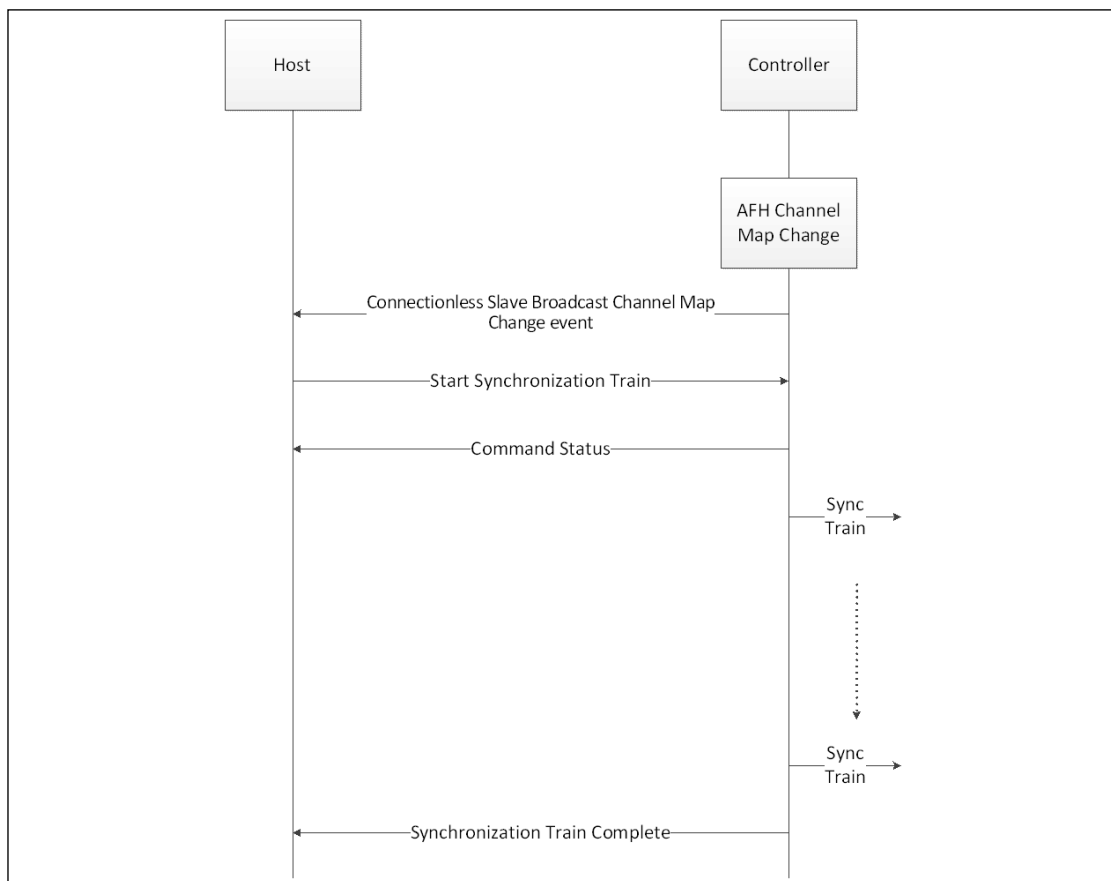 Host
Controller
AFH Channel
Map Change
Connectionless Slave Broadcast Channel Map
Change event
Start Synchronization Train
Command Status
Sync
Train
Sync
Train
Synchronization Train Complete